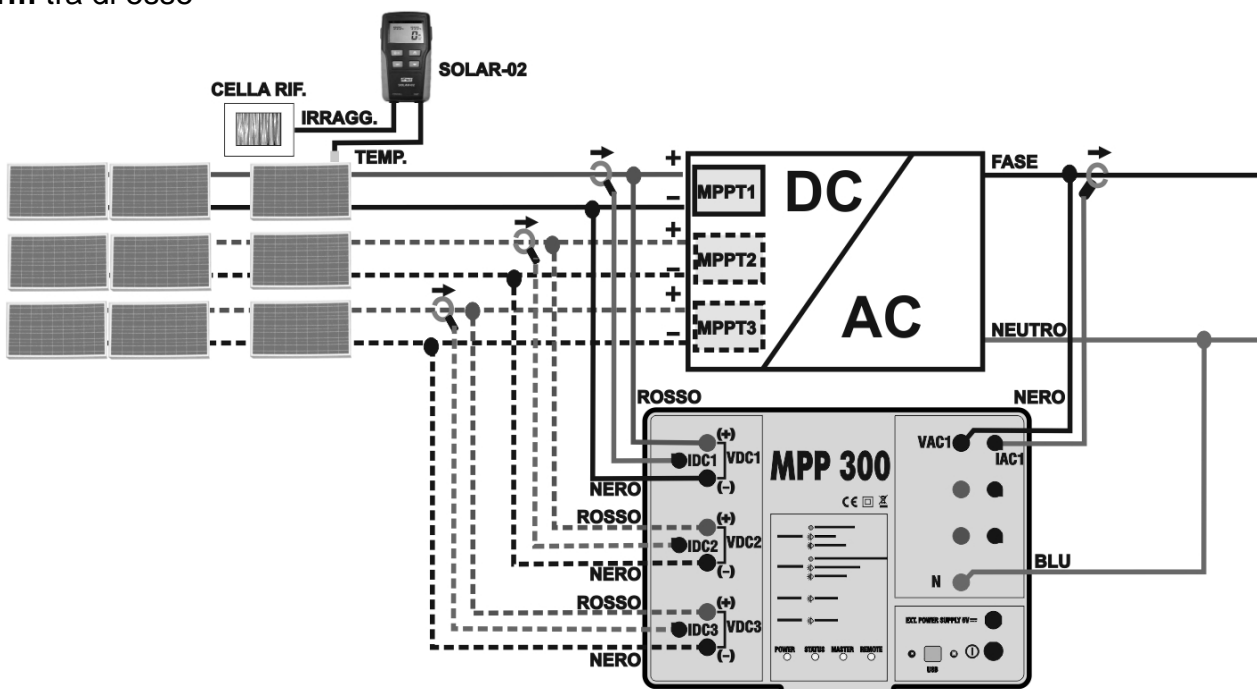 tra di esso
SOLAR-02
CELLA RIF.
IRRAGG.
TEMP.
+
-
MPPT1
+
-
MPPT2
+
-
MPPT3
DC
AC
FASE
NEUTRO
ROSSO
NERO
(+)
IDC1
VDC1
(-)
NERO
ROSSO
(+)
IDC2
VDC2
(-)
NERO
ROSSO
(+)
IDC3
VDC3
(-)
NERO
MPP 300
CE
VAC1
IAC1
N
BLU
POWER STATUS MASTER REMOTE
EXT. POWER SUPPLY 6V
USB